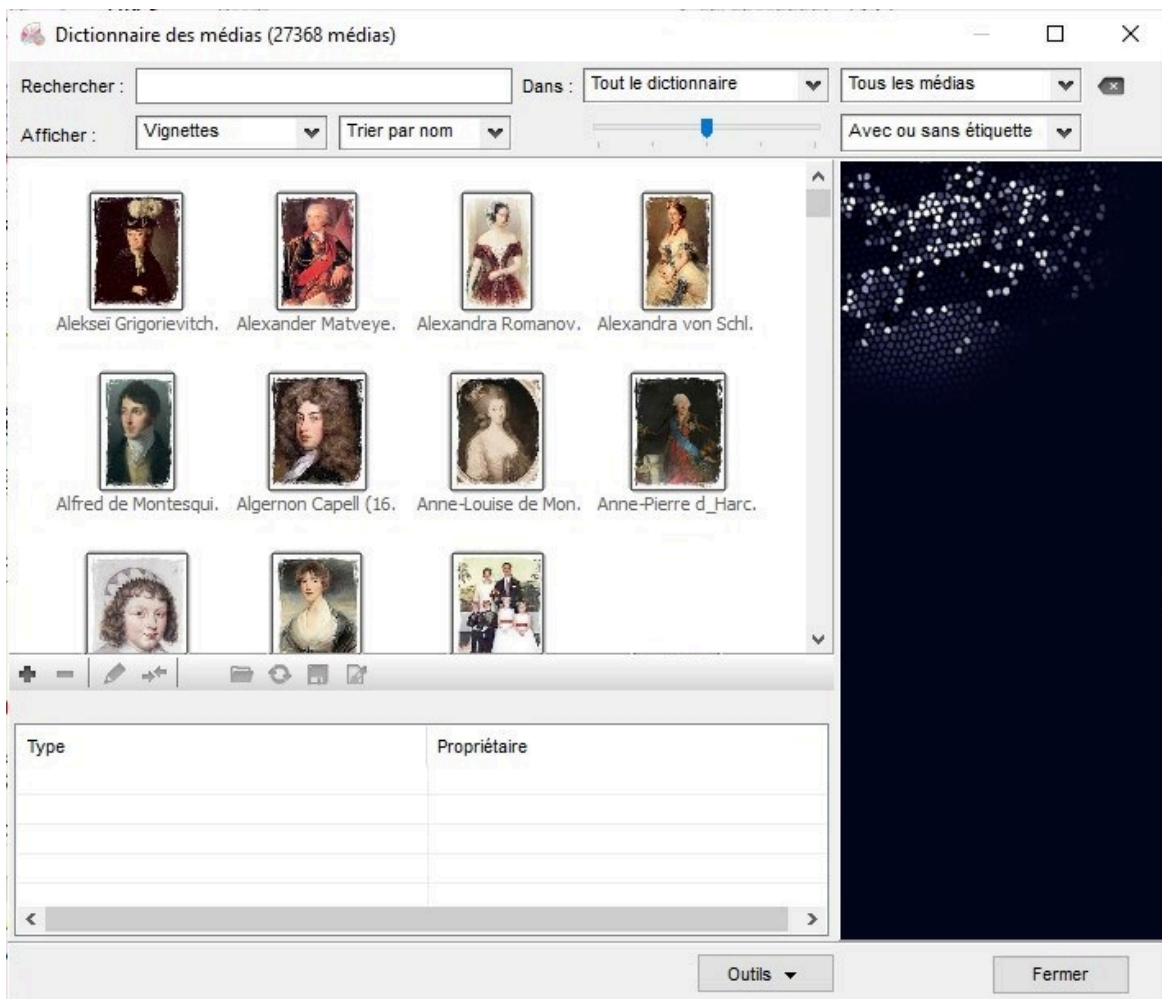 Dictionnaire des médias (27368 médias)
Rechercher : Dans : Tout le dictionnaire Tous les médias
Afficher : Vignettes Trier par nom Avec ou sans étiquette
Alekseï Grigorievitch. Alexander Matveye. Alexandra Romanov. Alexandra von Schl.
Alfred de Montesqui. Algernon Capell (16. Anne-Louise de Mon. Anne-Pierre d_Harc.
Type Propriétaire
Outils Fermer